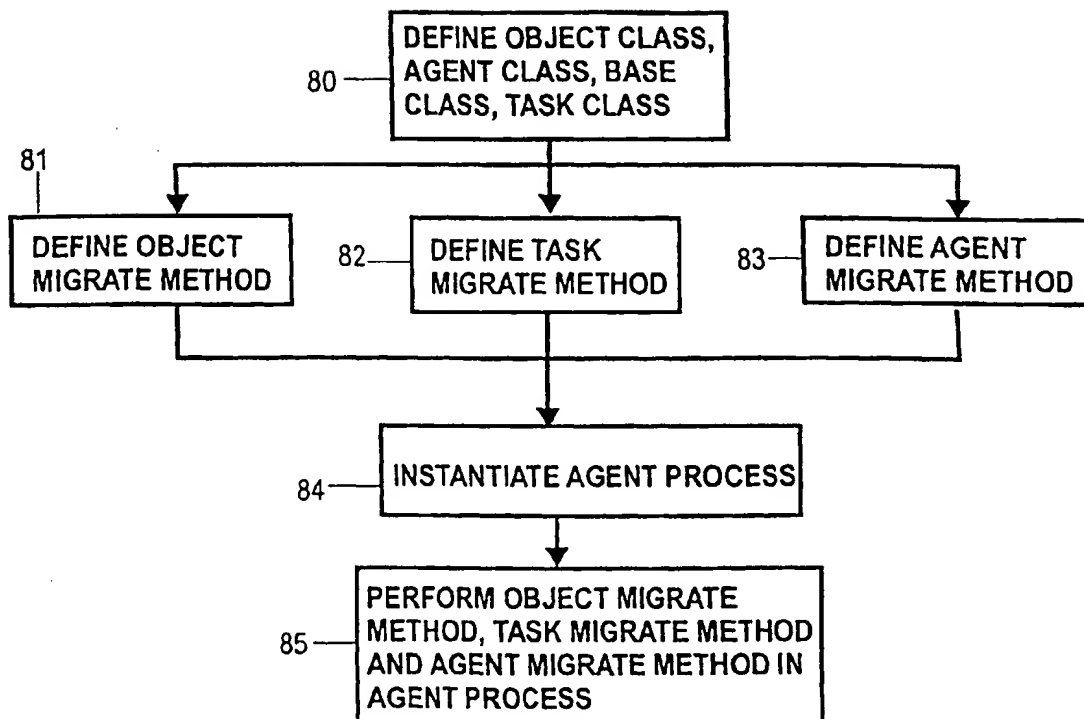 DEFINE OBJECT CLASS,
AGENT CLASS, BASE
CLASS, TASK CLASS
80
81
DEFINE OBJECT
MIGRATE METHOD
82
DEFINE TASK
MIGRATE METHOD
83
DEFINE AGENT
MIGRATE METHOD
INSTANTIATE AGENT PROCESS
84
PERFORM OBJECT MIGRATE
METHOD, TASK MIGRATE METHOD
AND AGENT MIGRATE METHOD IN
AGENT PROCESS
85